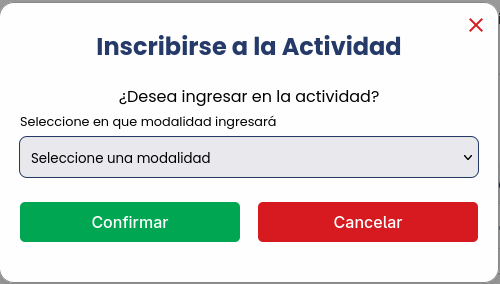 Inscribirse a la Actividad
¿Desea ingresar en la actividad?
Seleccione en que modalidad ingresará
Seleccione una modalidad
Confirmar
Cancelar